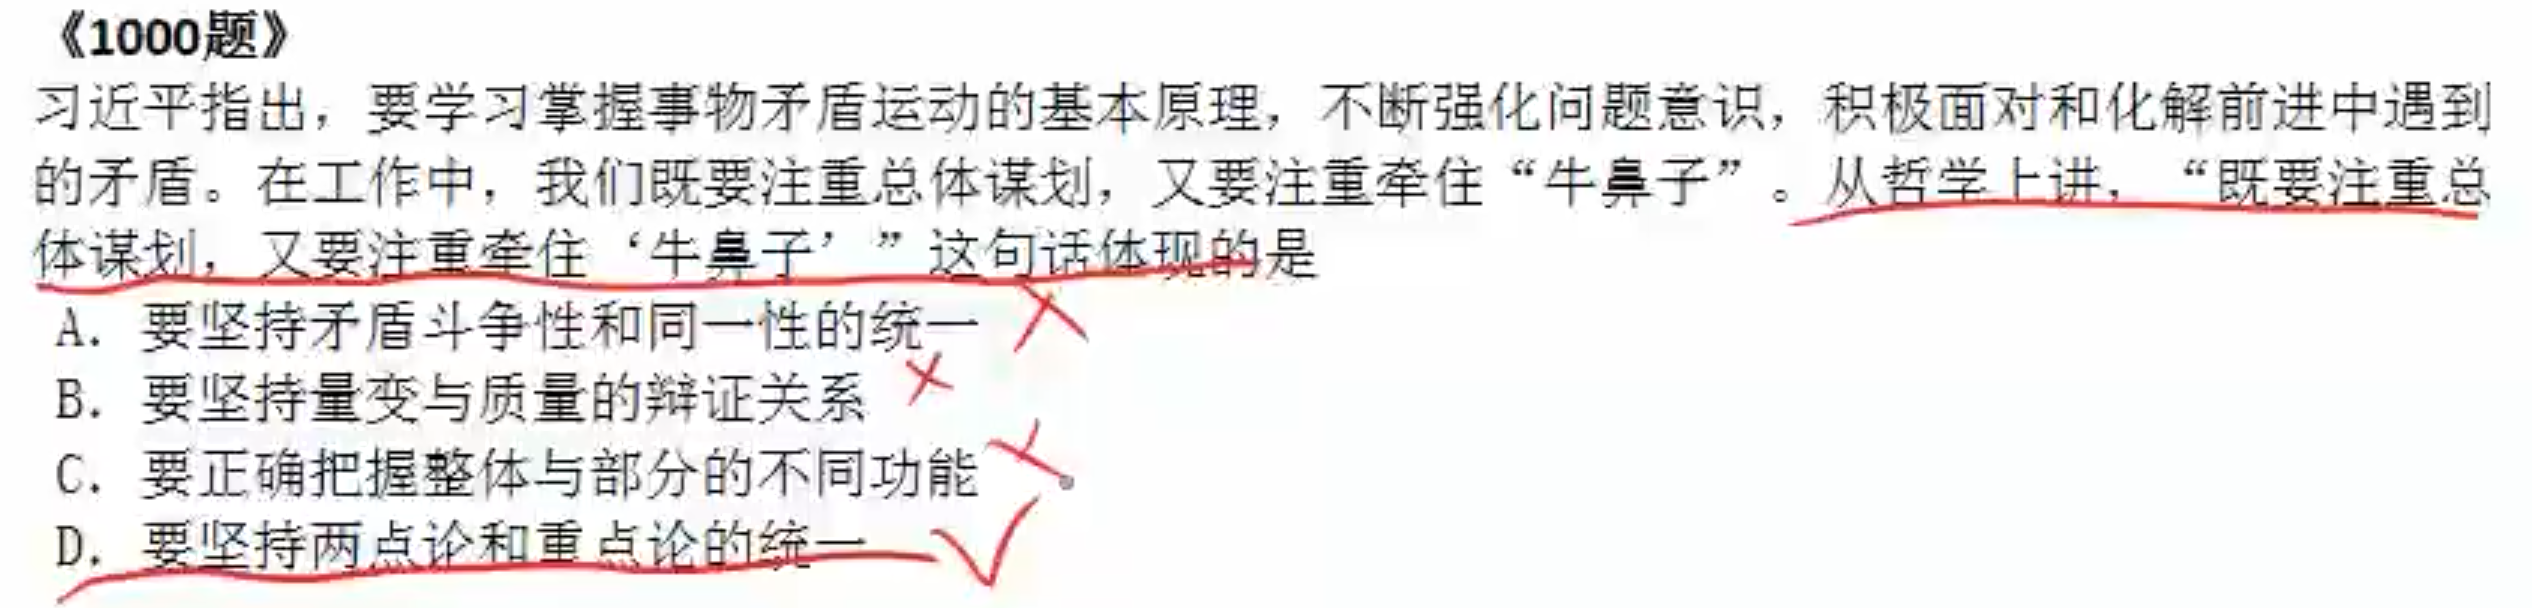 《1000题》
习近平指出，要学习掌握事物矛盾运动的基本原理，不断强化问题意识，积极面对和化解前进中遇到
的矛盾。在工作中，我们既要注重总体谋划，又要注重牵住“牛鼻子”。从哲学上讲，“既要注重总
体谋划，又要注重牵住‘牛鼻子’”这句话体现的是
A. 要坚持矛盾斗争性和同一性的统一
B. 要坚持量变与质量的辩证关系
C. 要正确把握整体与部分的不同功能
D. 要坚持两点论和重点论的统一